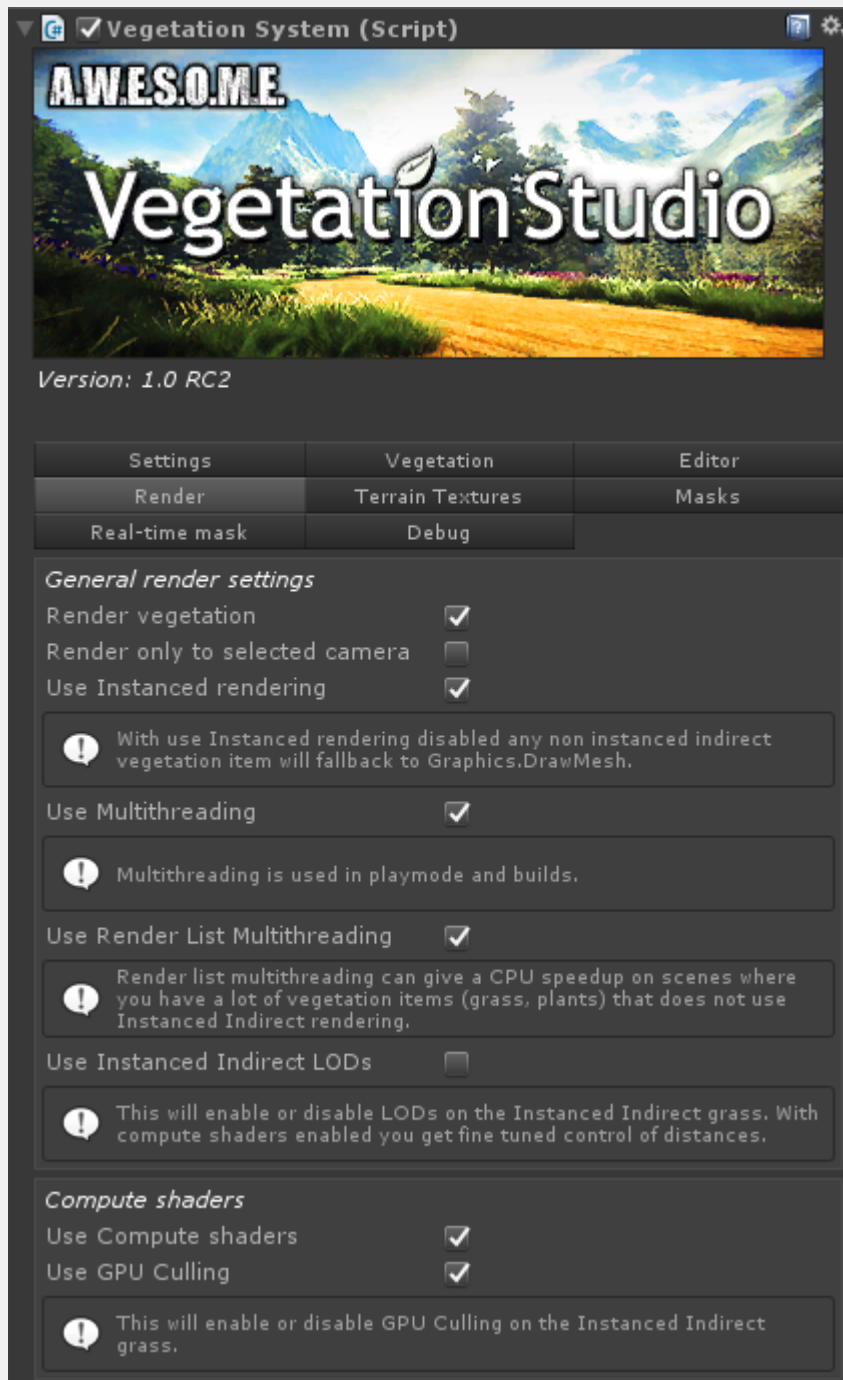 Vegetation System (Script)
A.W.E.S.O.M.E.
Vegetation Studio
Version: 1.0 RC2
Settings Vegetation Editor
Render Terrain Textures Masks
Real-time mask Debug
General render settings
Render vegetation
Render only to selected camera
Use Instanced rendering
With use Instanced rendering disabled any non instanced indirect
vegetation item will fallback to Graphics.DrawMesh.
Use Multithreading
Multithreading is used in playmode and builds.
Use Render List Multithreading
Render list multithreading can give a CPU speedup on scenes where
you have a lot of vegetation items (grass, plants) that does not use
Instanced Indirect rendering.
Use Instanced Indirect LODs
This will enable or disable LODs on the Instanced Indirect grass. With
compute shaders enabled you get fine tuned control of distances.
Compute shaders
Use Compute shaders
Use GPU Culling
This will enable or disable GPU Culling on the Instanced Indirect
grass.